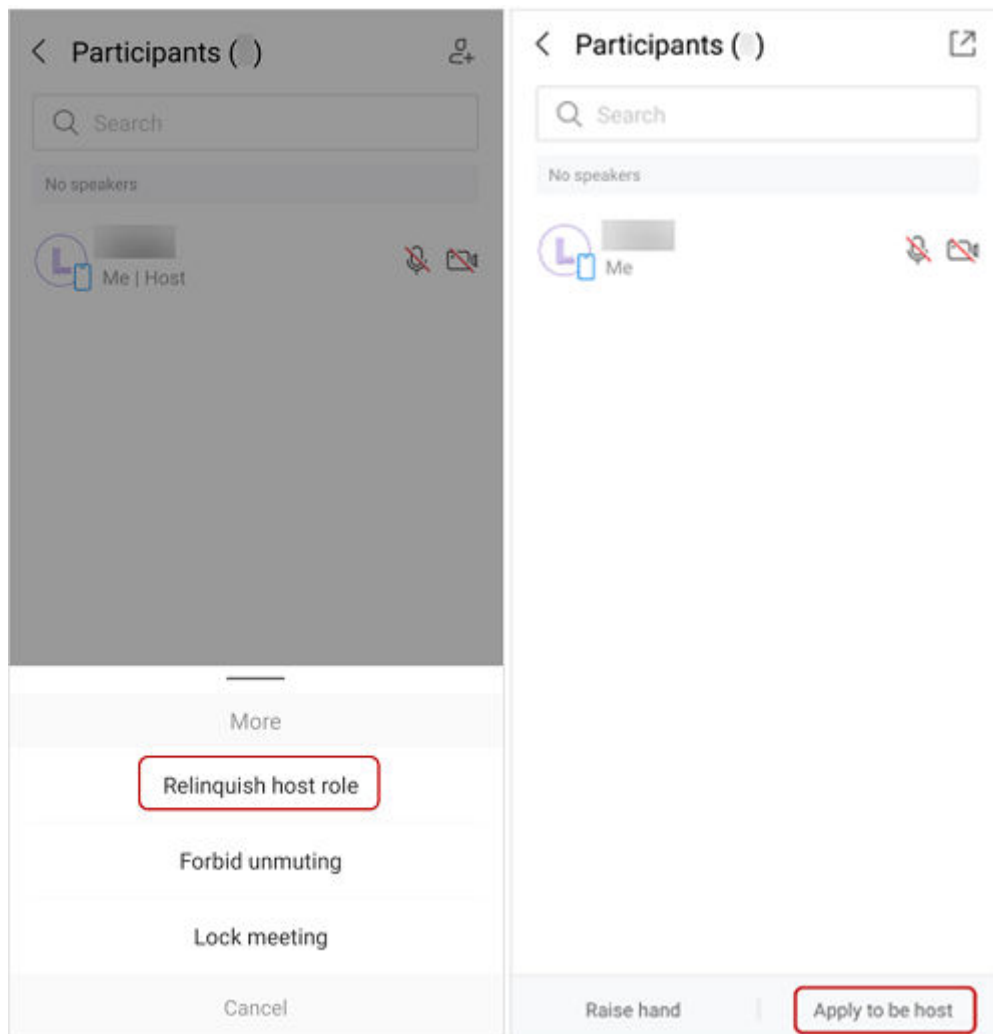 Participants ( )
Search
No speakers
L
Me | Host
More
Relinquish host role
Forbid unmuting
Lock meeting
Cancel
Participants ( )
Search
No speakers
L
Me
Raise hand
Apply to be host